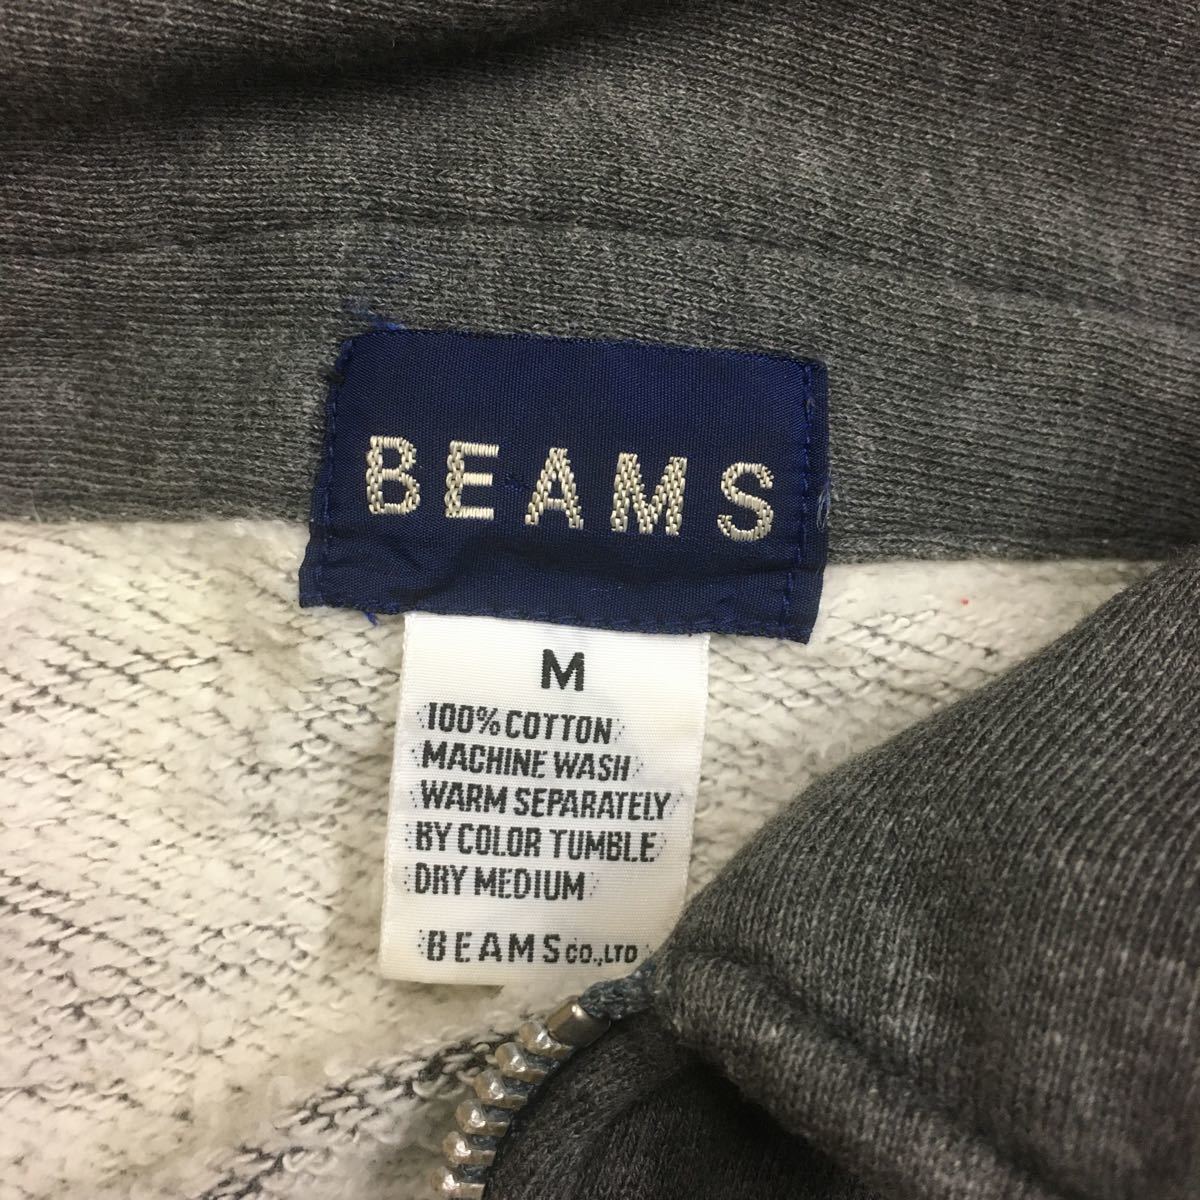 BEAMS
M
100% COTTON
MACHINE WASH
WARM SEPARATELY
BY COLOR TUMBLE
DRY MEDIUM
BEAMS CO.,LTD